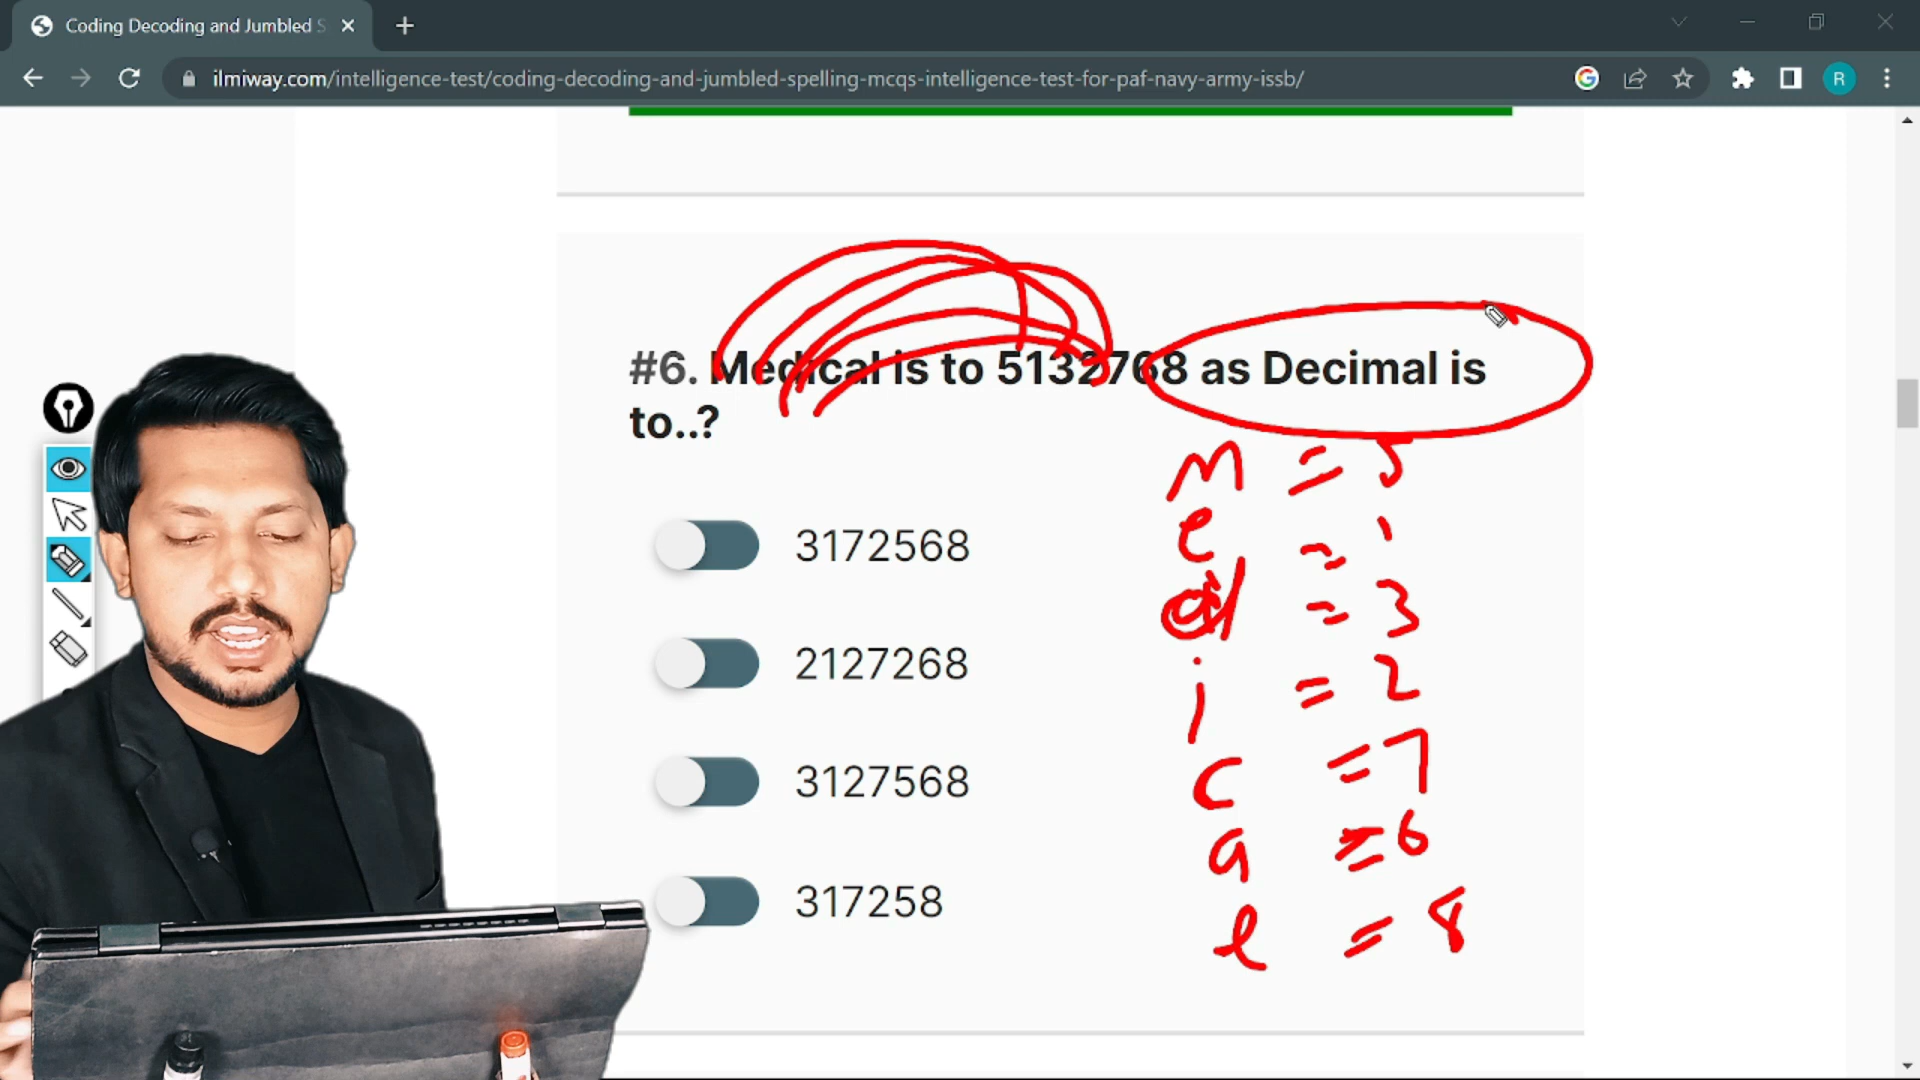 Coding Decoding and Jumbled S
ilmiway.com/intelligence-test/coding-decoding-and-jumbled-spelling-mcqs-intelligence-test-for-paf-navy-army-issb/
R
#6. Medical is to 5132768 as Decimal is
to..?
3172568
2127268
3127568
317258
M = 5
e = 1
d = 3
i = 2
c = 7
a = 6
l = 8